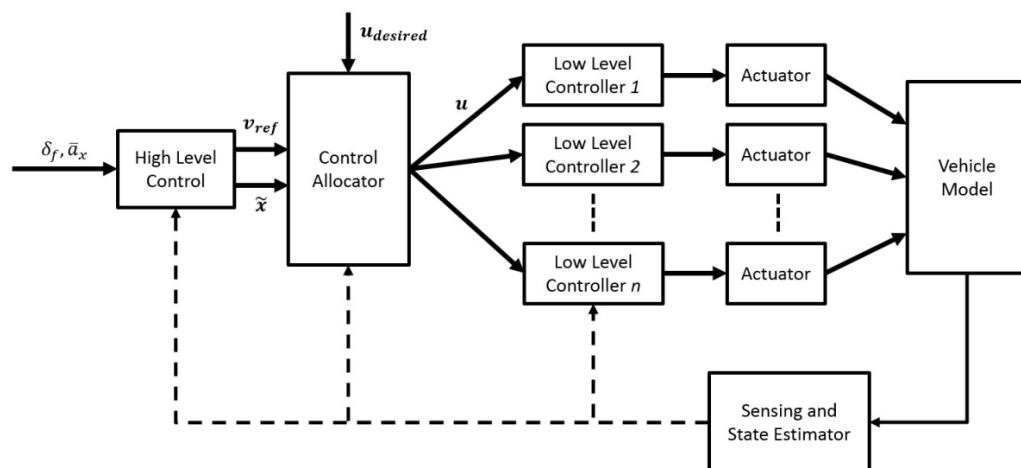 u_desired
Low Level
Controller 1
Actuator
u
δ_f, a̅_x
High Level
Control
v_ref
x̃
Control
Allocator
Low Level
Controller 2
Actuator
Vehicle
Model
Low Level
Controller n
Actuator
Sensing and
State Estimator